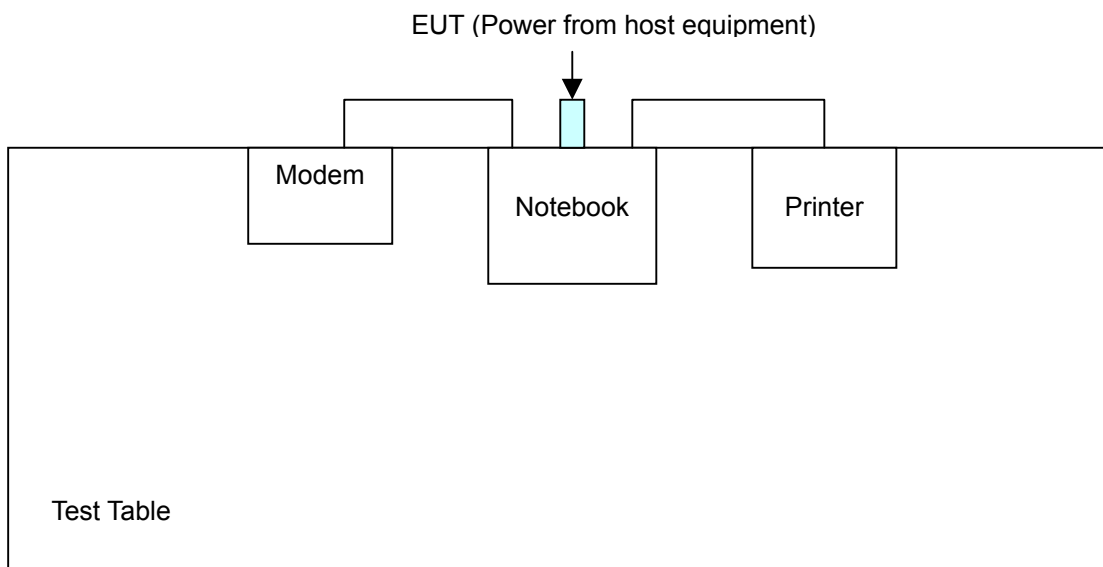 EUT (Power from host equipment)
Modem
Notebook
Printer
Test Table